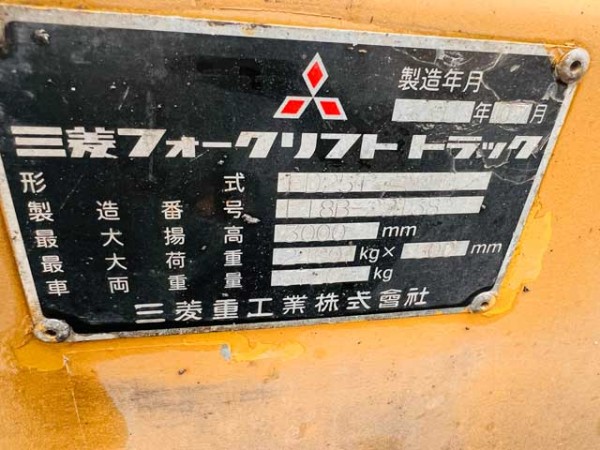 製造年月
年 月
三菱フォークリフトトラック
形式
製造番号
最大揚高 3000 mm
最大荷重 kg× mm
車両重量 kg
三菱重工業株式會社